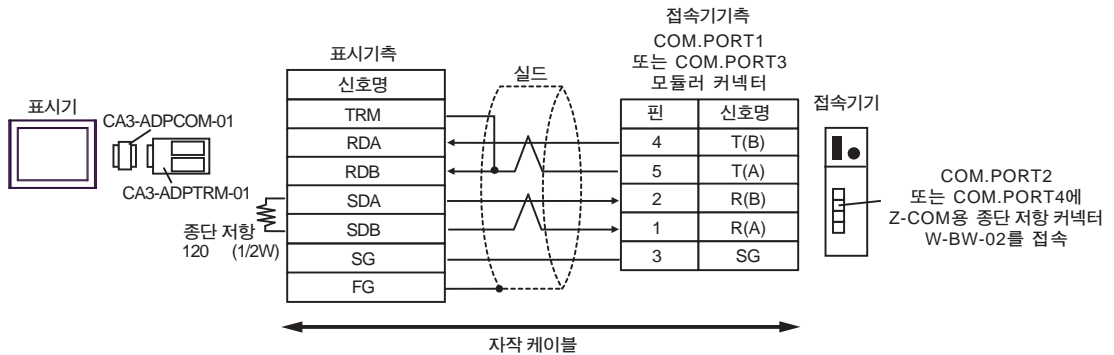 표시기
CA3-ADPCOM-01
CA3-ADPTRM-01
종단 저항
120 (1/2W)
표시기측
신호명
TRM
RDA
RDB
SDA
SDB
SG
FG
실드
접속기기측
COM.PORT1
또는 COM.PORT3
모듈러 커넥터
핀 신호명
4 T(B)
5 T(A)
2 R(B)
1 R(A)
3 SG
접속기기
COM.PORT2
또는 COM.PORT4에
Z-COM용 종단 저항 커넥터
W-BW-02를 접속
자작 케이블